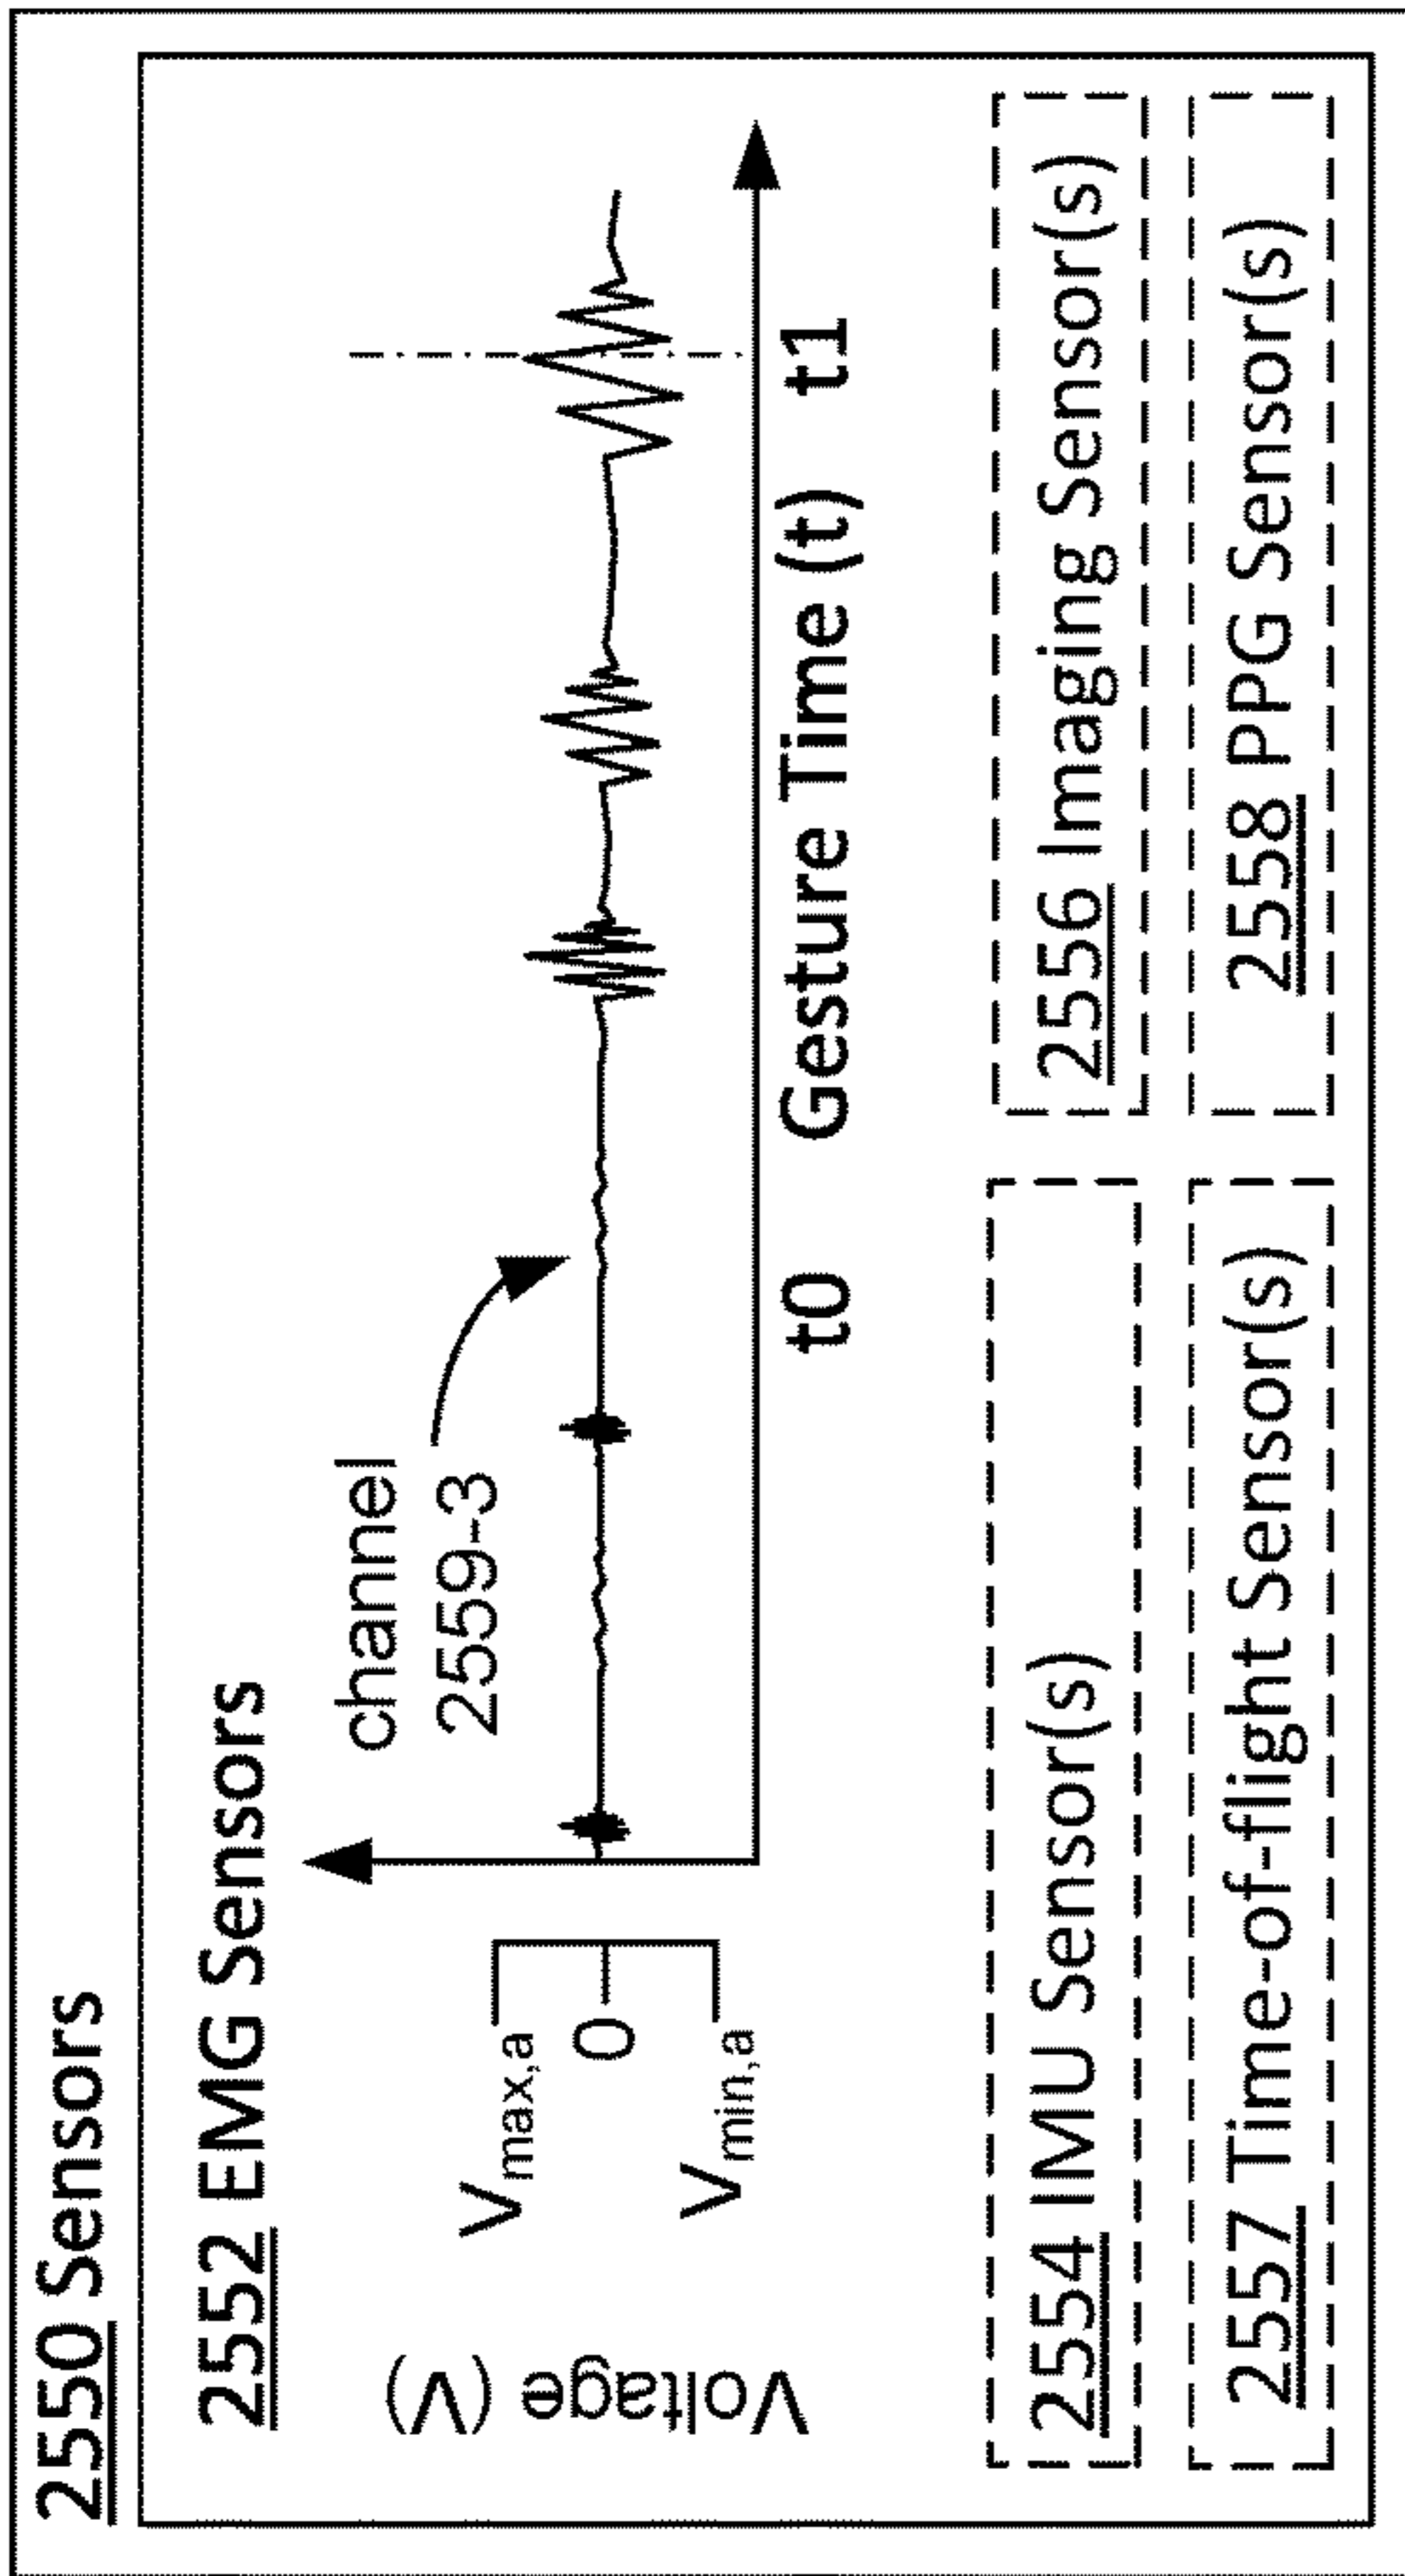 2550 Sensors
2552 EMG Sensors
channel
2559-3
Voltage (V)
Vmax,a
0
Vmin,a
t0 Gesture Time (t) t1
2554 IMU Sensor(s)
2556 Imaging Sensor(s)
2557 Time-of-flight Sensor(s)
2558 PPG Sensor(s)